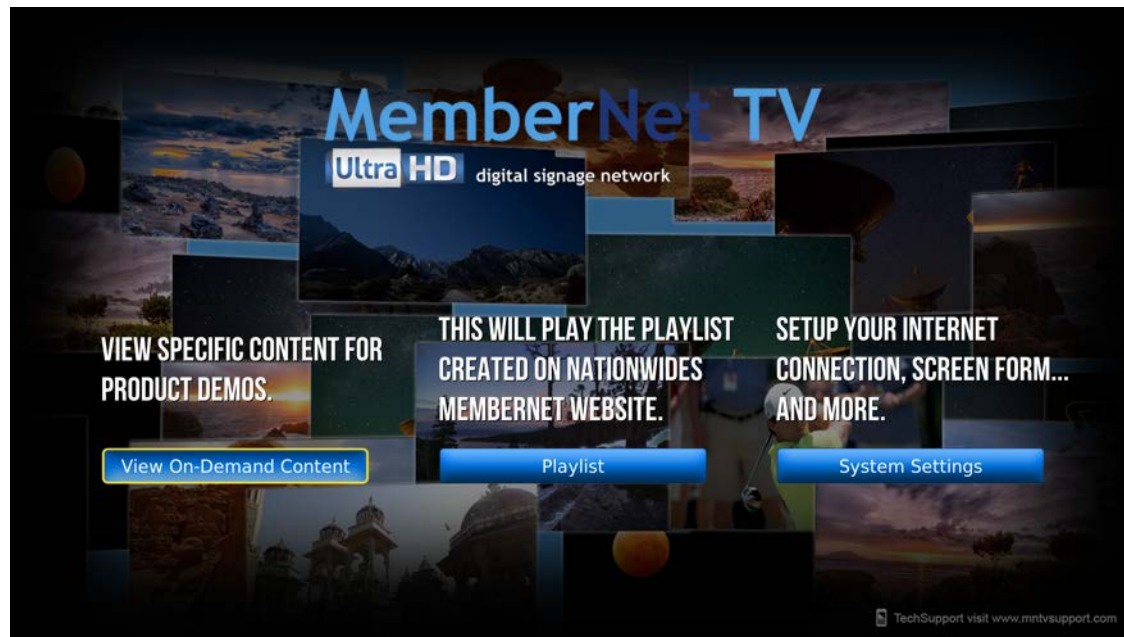 MemberNet TV
Ultra HD digital signage network
VIEW SPECIFIC CONTENT FOR
PRODUCT DEMOS.
View On-Demand Content
THIS WILL PLAY THE PLAYLIST
CREATED ON NATIONWIDES
MEMBERNET WEBSITE.
Playlist
SETUP YOUR INTERNET
CONNECTION, SCREEN FORM...
AND MORE.
System Settings
TechSupport visit www.mntvsupport.com